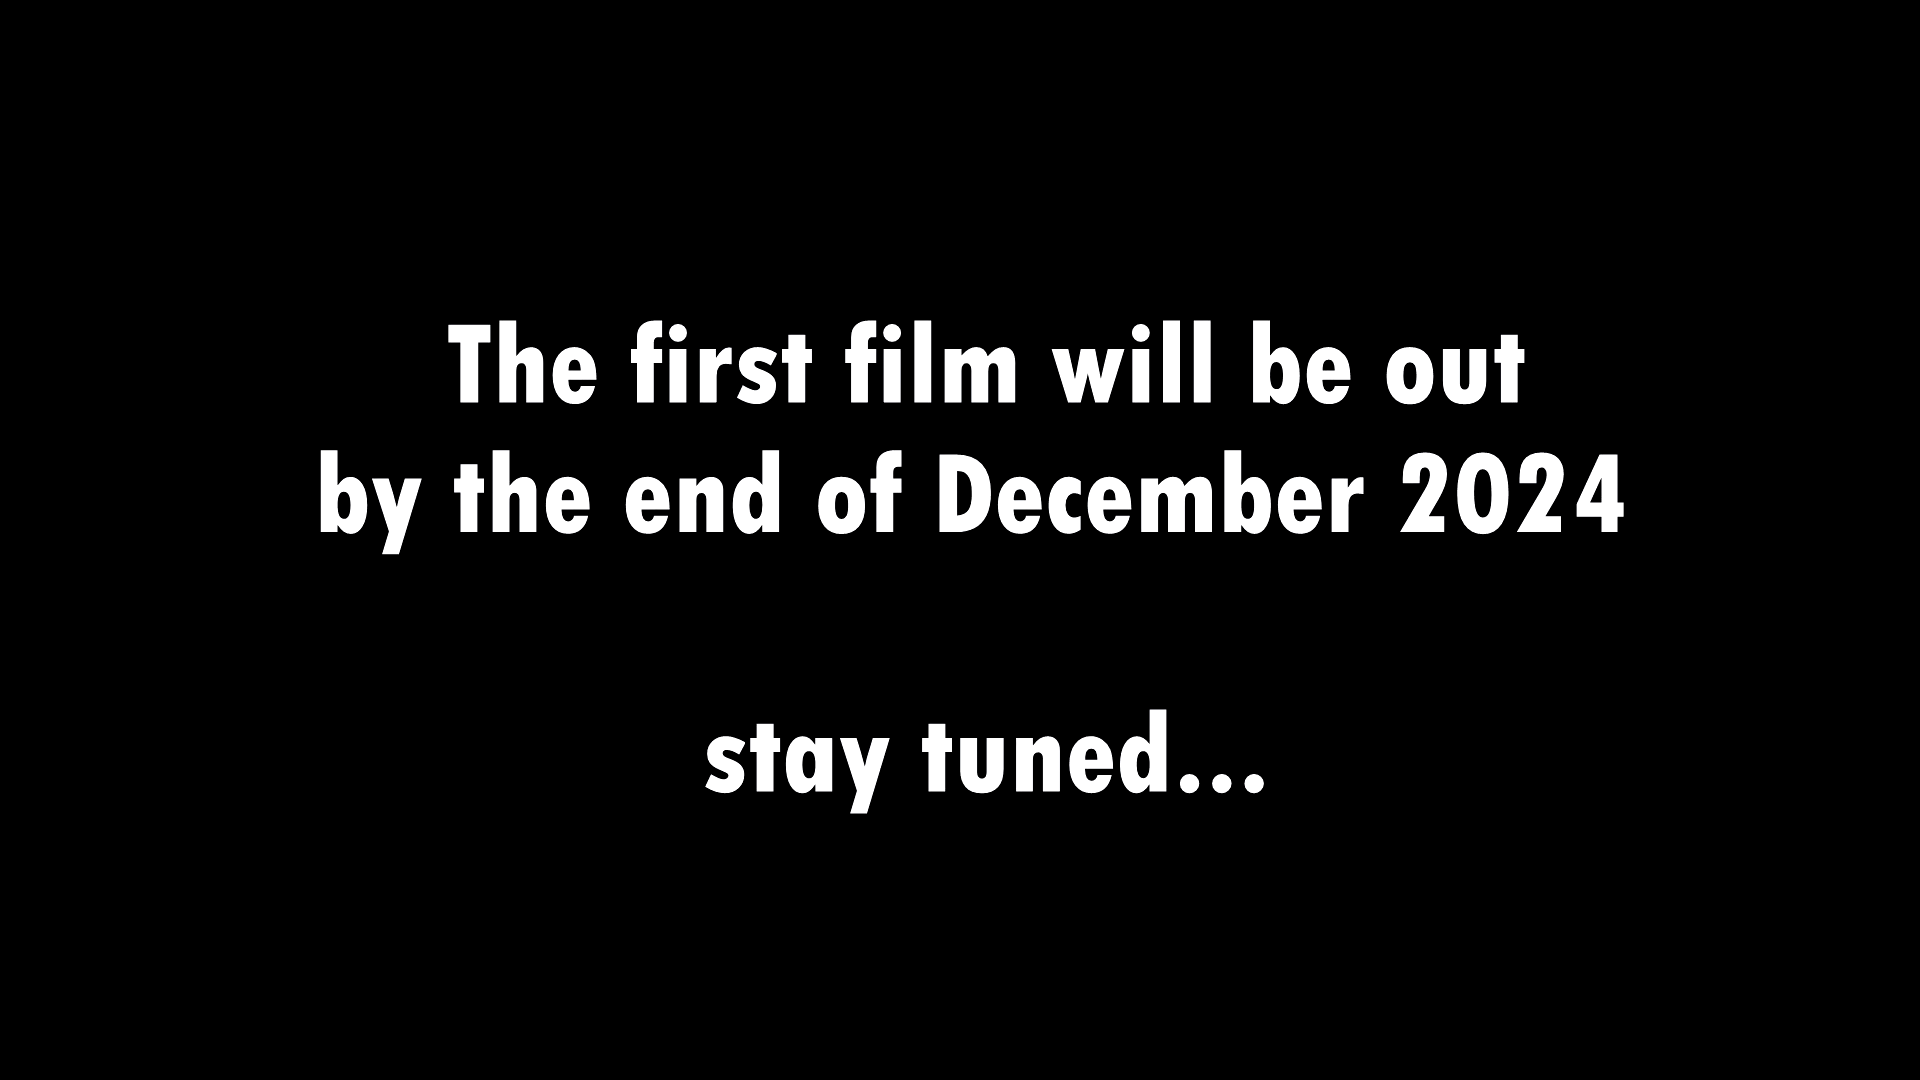 The first film will be out
by the end of December 2024
stay tuned...